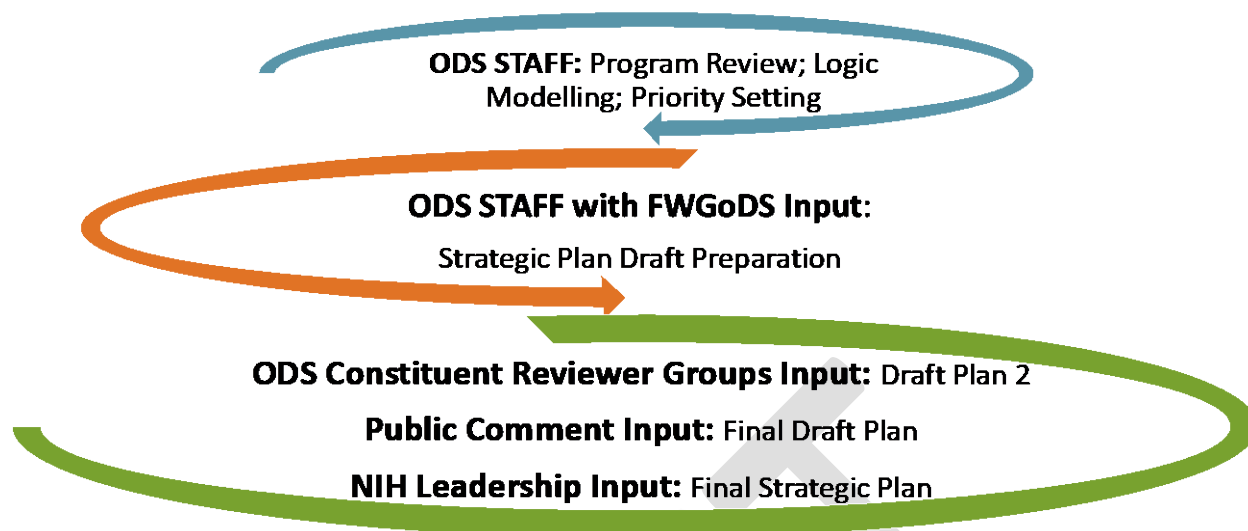 ODS STAFF: Program Review; Logic
Modelling; Priority Setting
ODS STAFF with FWGoDS Input:
Strategic Plan Draft Preparation
ODS Constituent Reviewer Groups Input: Draft Plan 2
Public Comment Input: Final Draft Plan
NIH Leadership Input: Final Strategic Plan